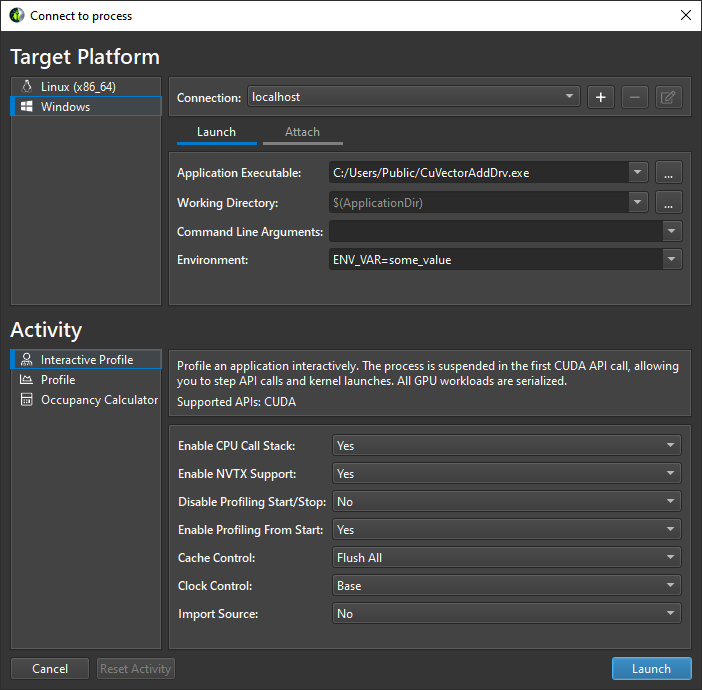 Connect to process
Target Platform
Linux (x86_64)
Windows
Connection: localhost
Launch Attach
Application Executable: C:/Users/Public/CuVectorAddDrv.exe ...
Working Directory: $(ApplicationDir) ...
Command Line Arguments:
Environment: ENV_VAR=some_value
Activity
Interactive Profile
Profile
Occupancy Calculator
Profile an application interactively. The process is suspended in the first CUDA API call, allowing
you to step API calls and kernel launches. All GPU workloads are serialized.
Supported APIs: CUDA
Enable CPU Call Stack: Yes
Enable NVTX Support: Yes
Disable Profiling Start/Stop: No
Enable Profiling From Start: Yes
Cache Control: Flush All
Clock Control: Base
Import Source: No
Cancel Reset Activity Launch